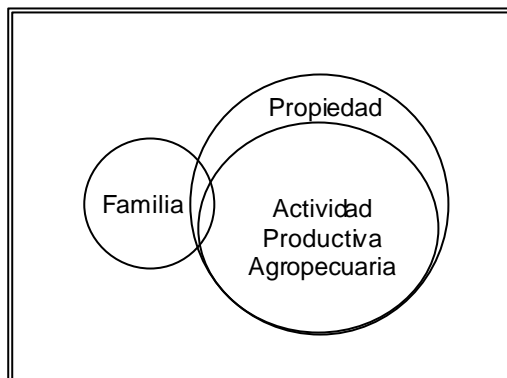 Propiedad
Familia
Actividad
Productiva
Agropecuaria